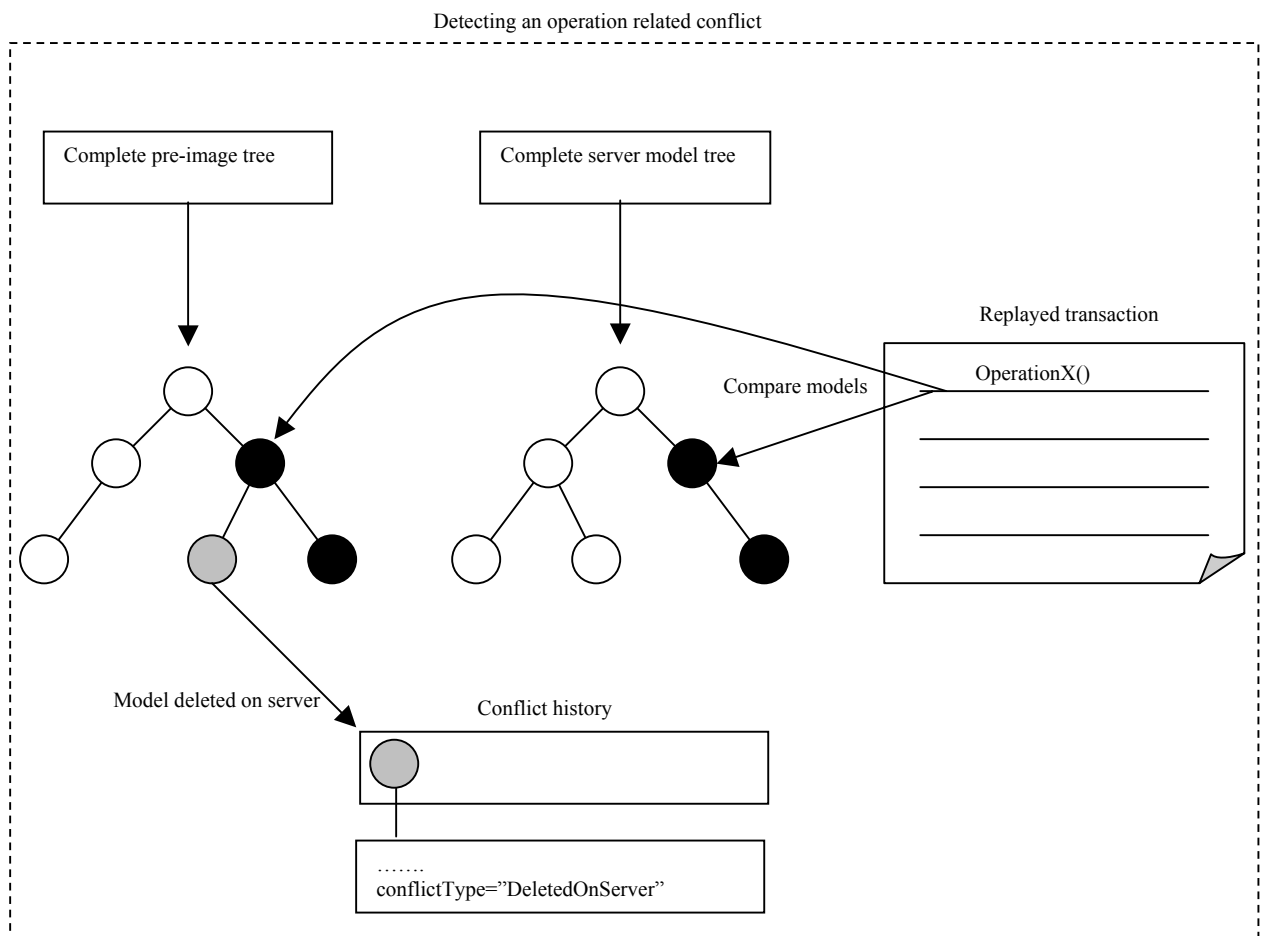 Detecting an operation related conflict
Complete pre-image tree
Complete server model tree
Replayed transaction
OperationX()
Compare models
Model deleted on server
Conflict history
.......
conflictType=”DeletedOnServer”